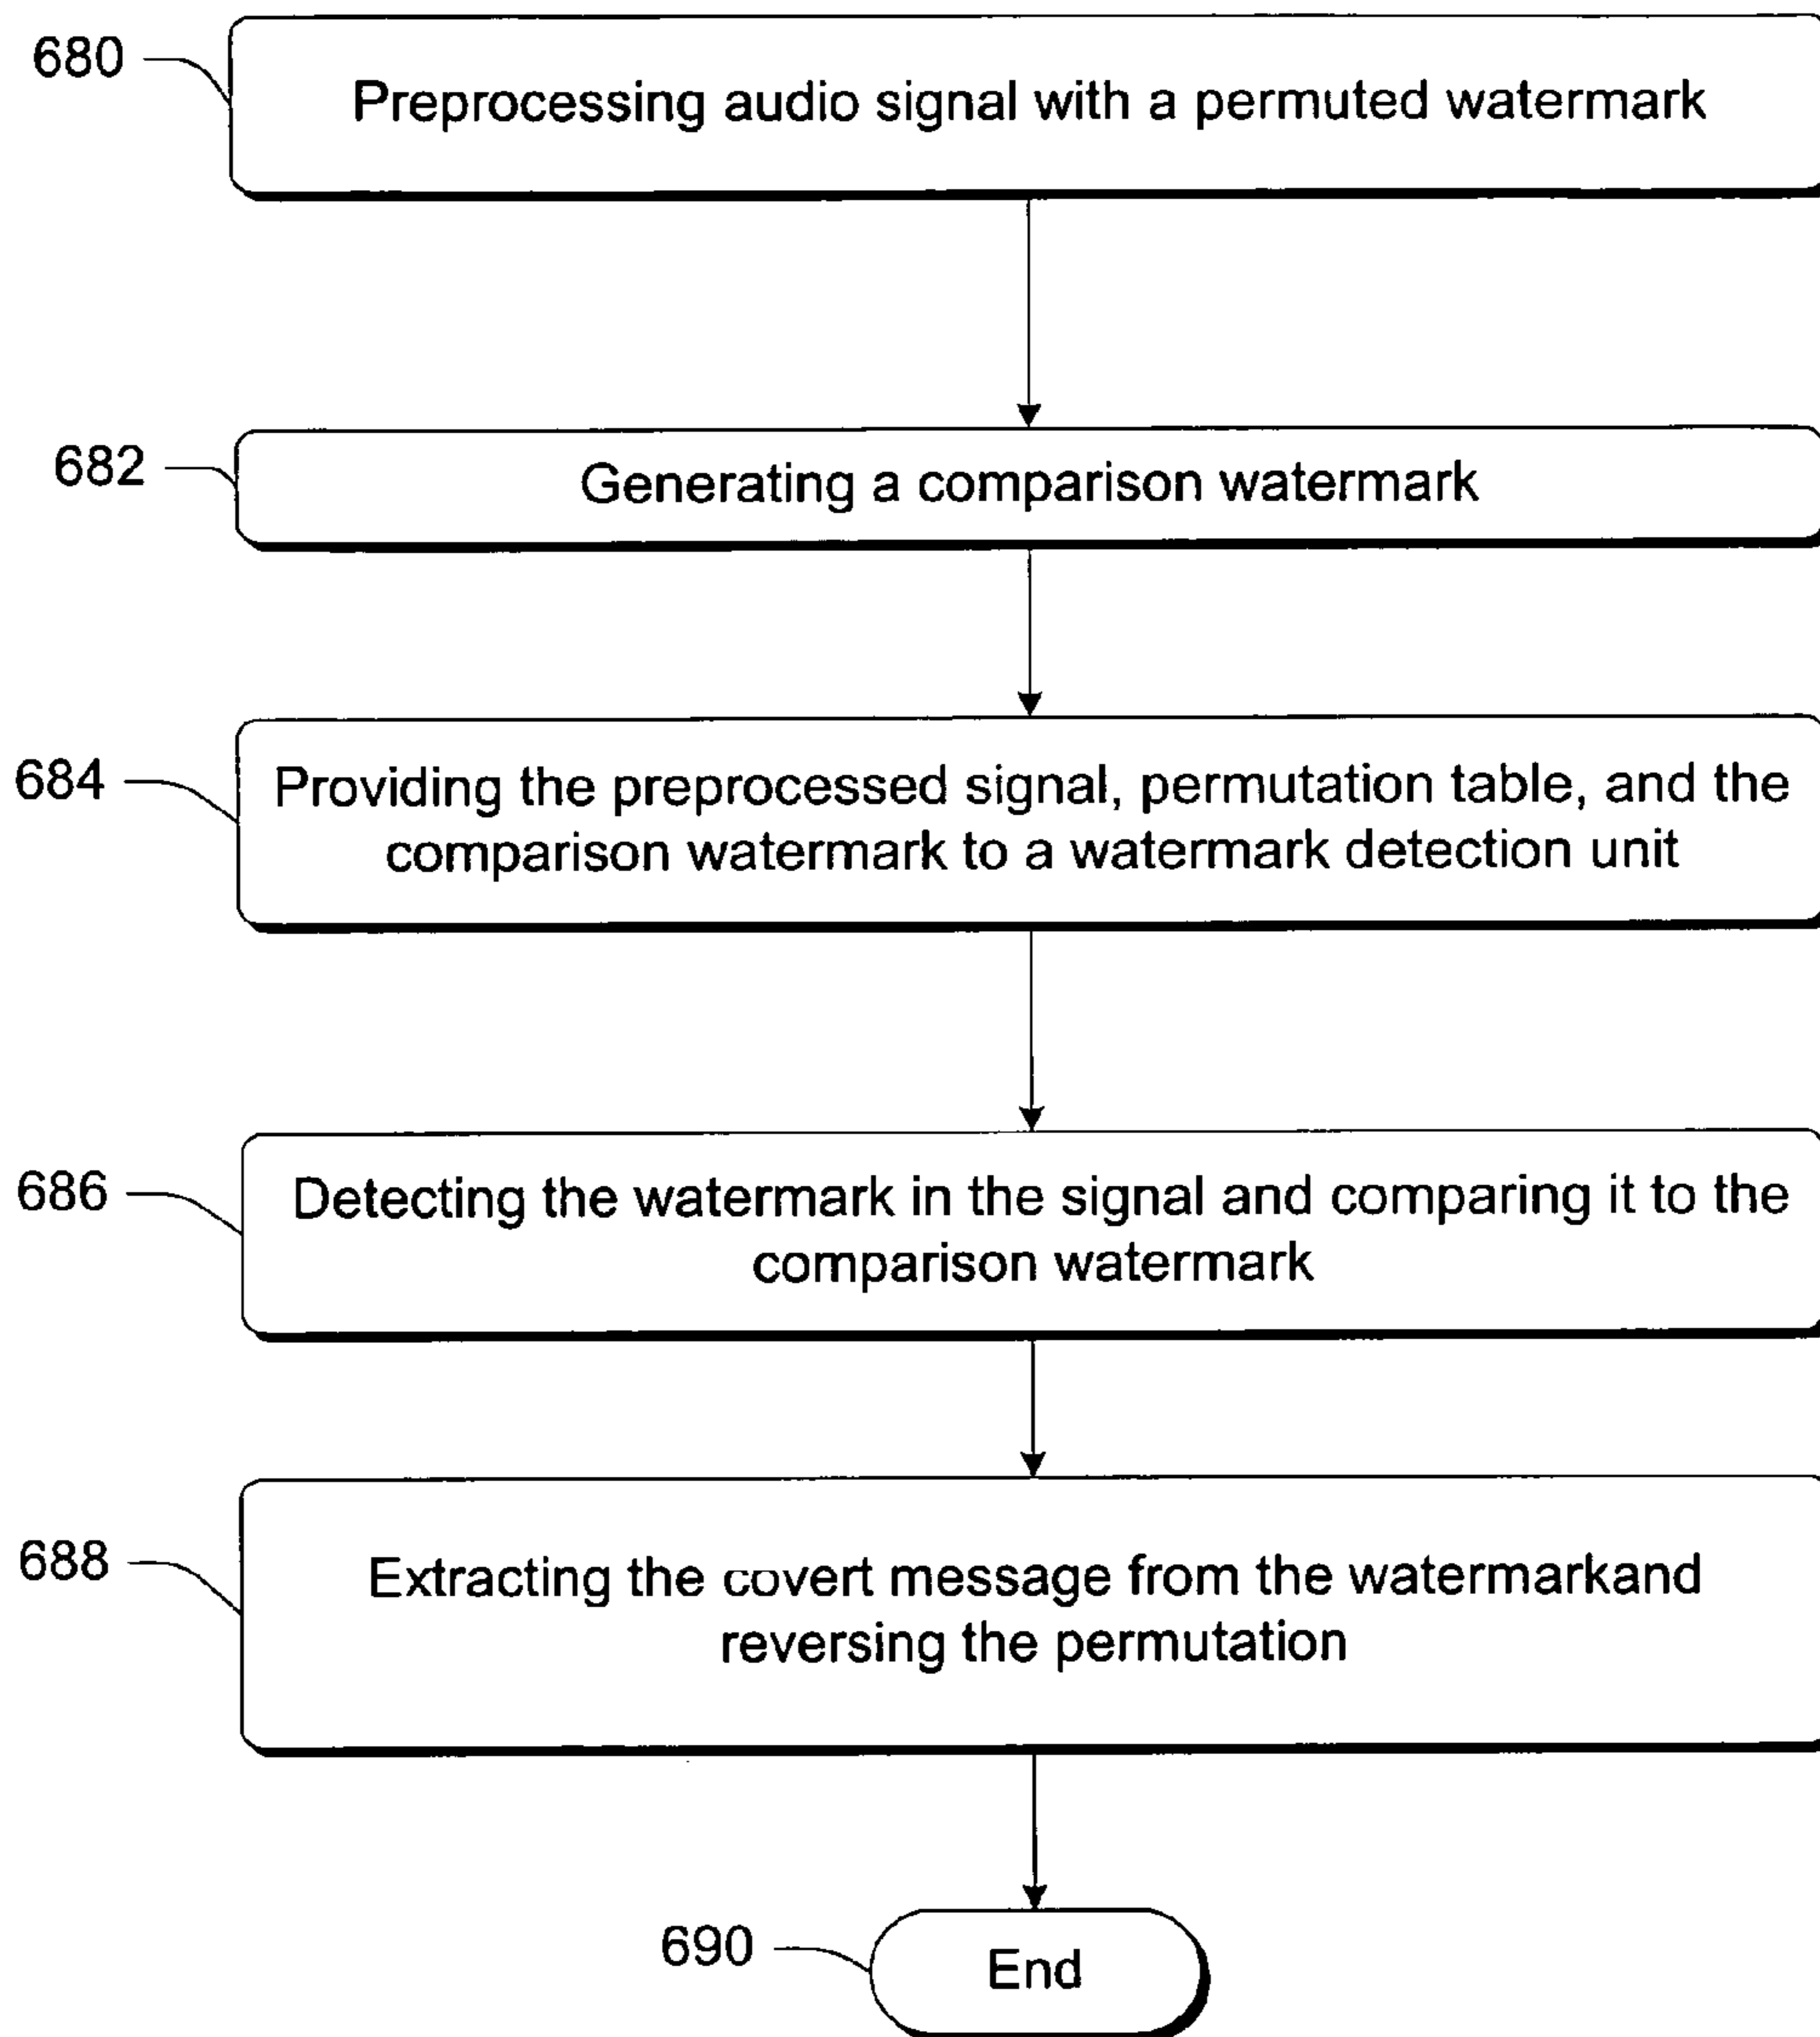 680
Preprocessing audio signal with a permuted watermark
682
Generating a comparison watermark
684
Providing the preprocessed signal, permutation table, and the
comparison watermark to a watermark detection unit
686
Detecting the watermark in the signal and comparing it to the
comparison watermark
688
Extracting the covert message from the watermarkand
reversing the permutation
690
End